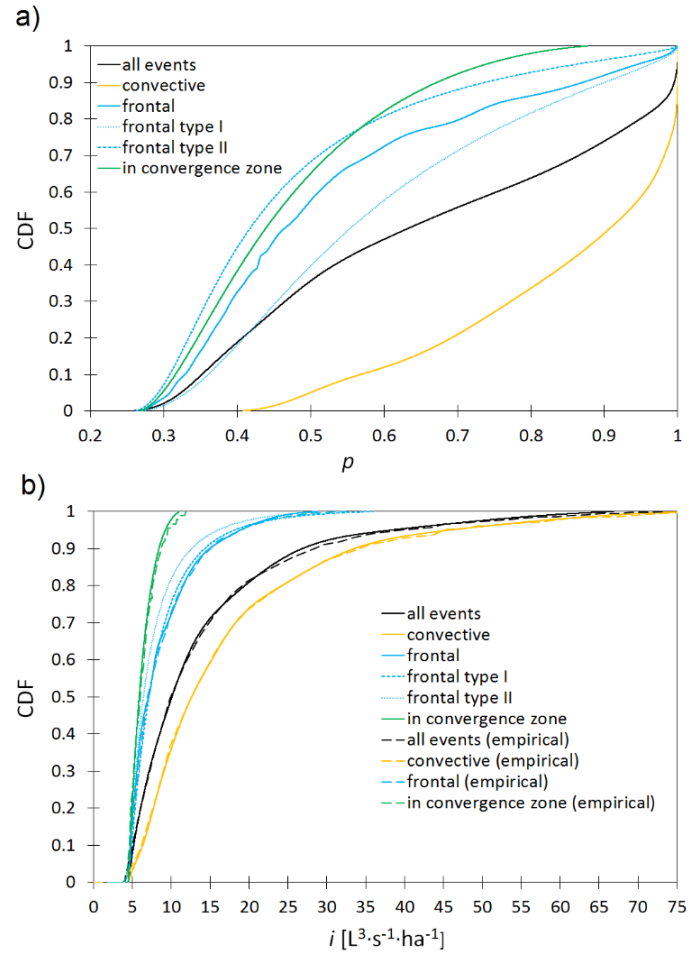 a)
1
0.9
0.8
0.7
0.6
0.5
0.4
0.3
0.2
0.1
0
CDF
all events
convective
frontal
frontal type I
frontal type II
in convergence zone
0.2 0.3 0.4 0.5 0.6 0.7 0.8 0.9 1
p
b)
1
0.9
0.8
0.7
0.6
0.5
0.4
0.3
0.2
0.1
0
CDF
all events
convective
frontal
frontal type I
frontal type II
in convergence zone
all events (empirical)
convective (empirical)
frontal (empirical)
in convergence zone (empirical)
0 5 10 15 20 25 30 35 40 45 50 55 60 65 70 75
i [L³·s⁻¹·ha⁻¹]